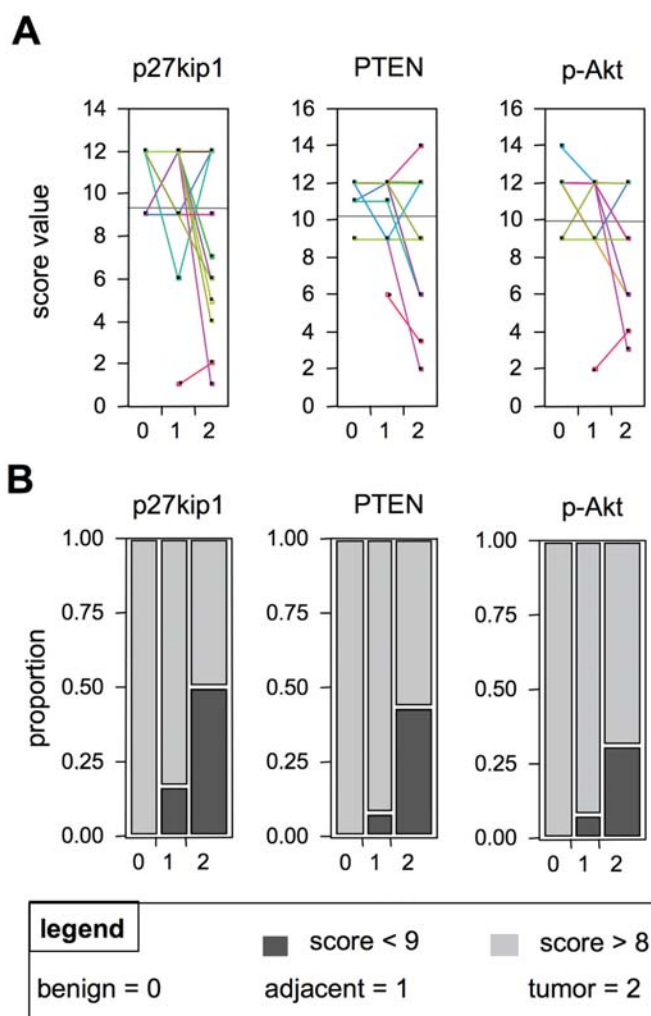 A
p27kip1 PTEN p-Akt
score value
14 16 16
12 14 14
10 12 12
8 10 10
6 8 8
4 6 6
2 4 4
0 2 2
0 0
0 1 2 0 1 2 0 1 2
B
p27kip1 PTEN p-Akt
proportion
1.00 1.00 1.00
0.75 0.75 0.75
0.50 0.50 0.50
0.25 0.25 0.25
0.00 0.00 0.00
0 1 2 0 1 2 0 1 2
legend score < 9 score > 8
benign = 0 adjacent = 1 tumor = 2